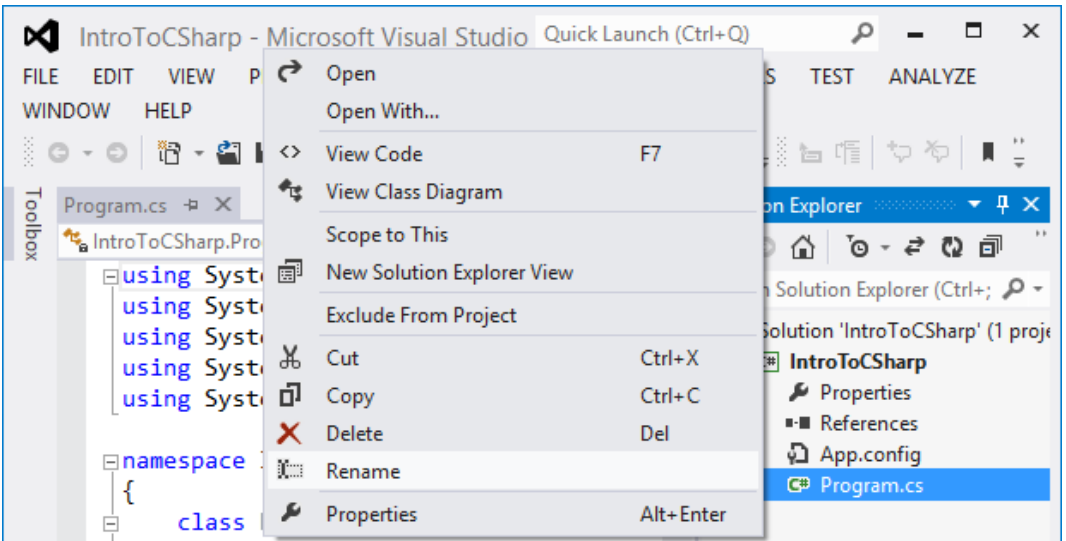 IntroToCSharp - Microsoft Visual Studio Quick Launch (Ctrl+Q)
FILE EDIT VIEW P S TEST ANALYZE
WINDOW HELP
Toolbox
Program.cs
IntroToCSharp.Pro
using Syst
using Syst
using Syst
using Syst
using Syst
namespace
{
class
Open
Open With...
View Code F7
View Class Diagram
Scope to This
New Solution Explorer View
Exclude From Project
Cut Ctrl+X
Copy Ctrl+C
Delete Del
Rename
Properties Alt+Enter
on Explorer
Solution Explorer (Ctrl+;
Solution 'IntroToCSharp' (1 proje
C# IntroToCSharp
Properties
References
App.config
C# Program.cs